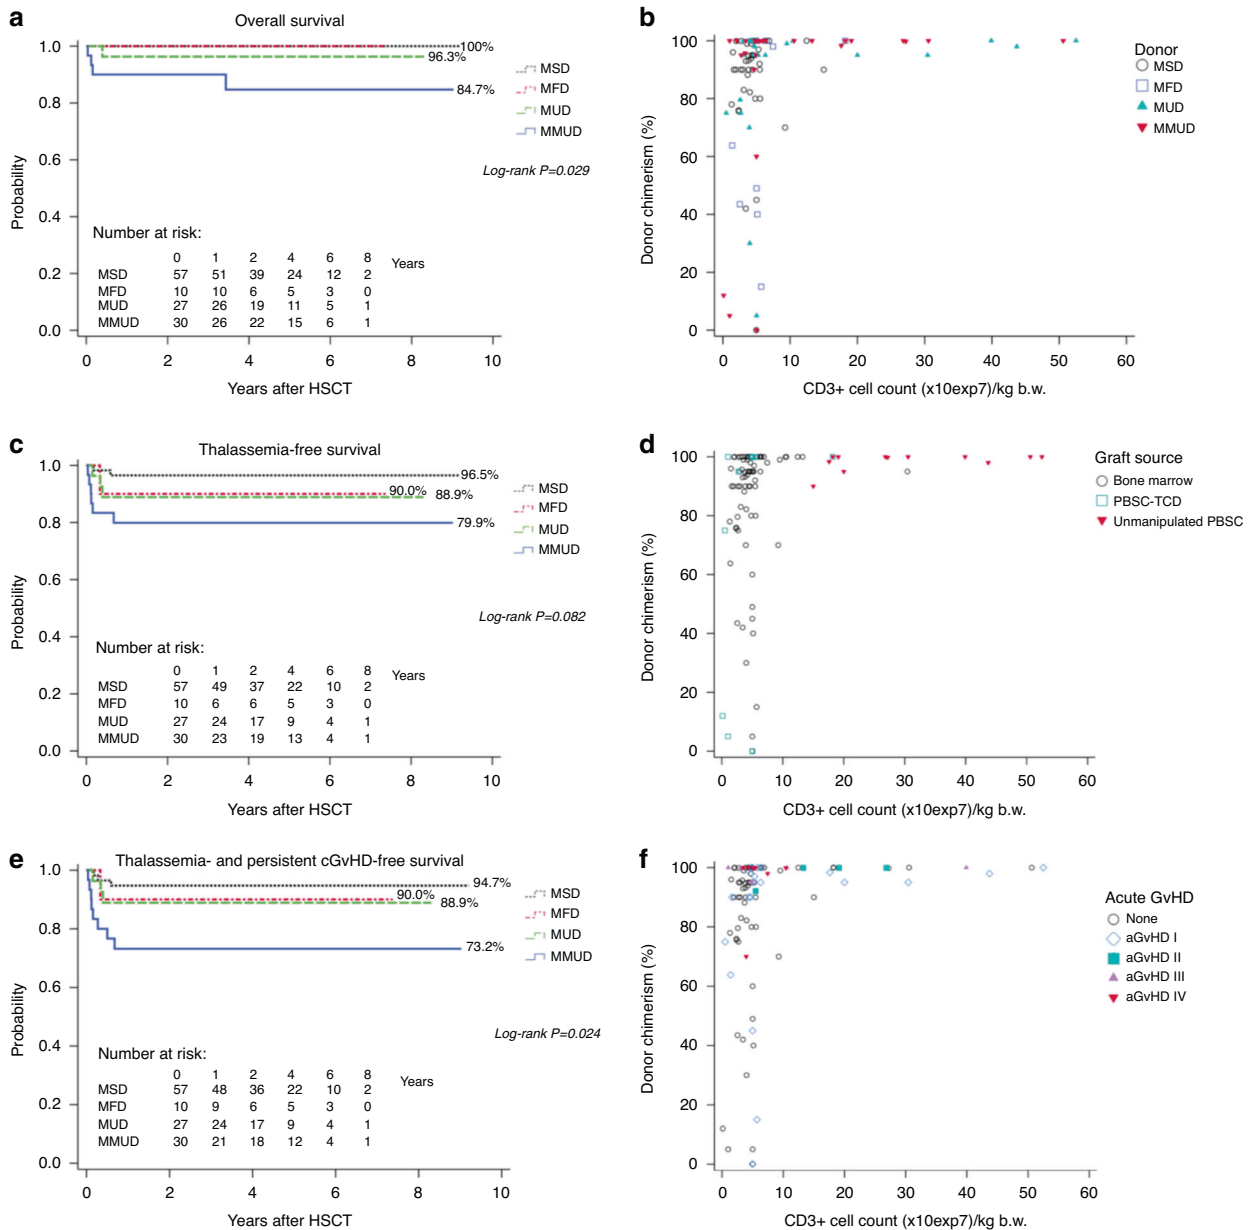 a
Overall survival
1.0
0.8
0.6
0.4
0.2
0.0
Probability
100%
96.3%
84.7%
MSD
MFD
MUD
MMUD
Log-rank P=0.029
Number at risk:
0 1 2 4 6 8 Years
MSD 57 51 39 24 12 2
MFD 10 10 6 5 3 0
MUD 27 26 19 11 5 1
MMUD 30 26 22 15 6 1
0 2 4 6 8 10
Years after HSCT
b
100
80
60
40
20
0
Donor chimerism (%)
Donor
MSD
MFD
MUD
MMUD
0 10 20 30 40 50 60
CD3+ cell count (x10exp7)/kg b.w.
c
Thalassemia-free survival
1.0
0.8
0.6
0.4
0.2
0.0
Probability
96.5%
90.0% 88.9%
79.9%
MSD
MFD
MUD
MMUD
Log-rank P=0.082
Number at risk:
0 1 2 4 6 8 Years
MSD 57 49 37 22 10 2
MFD 10 6 6 5 3 0
MUD 27 24 17 9 4 1
MMUD 30 23 19 13 4 1
0 2 4 6 8 10
Years after HSCT
d
100
80
60
40
20
0
Donor chimerism (%)
Graft source
Bone marrow
PBSC-TCD
Unmanipulated PBSC
0 10 20 30 40 50 60
CD3+ cell count (x10exp7)/kg b.w.
e
Thalassemia- and persistent cGvHD-free survival
1.0
0.8
0.6
0.4
0.2
0.0
Probability
94.7%
90.0%
88.9%
73.2%
MSD
MFD
MUD
MMUD
Log-rank P=0.024
Number at risk:
0 1 2 4 6 8 Years
MSD 57 48 36 22 10 2
MFD 10 9 6 5 3 0
MUD 27 24 17 9 4 1
MMUD 30 21 18 12 4 1
0 2 4 6 8 10
Years after HSCT
f
100
80
60
40
20
0
Donor chimerism (%)
Acute GvHD
None
aGvHD I
aGvHD II
aGvHD III
aGvHD IV
0 10 20 30 40 50 60
CD3+ cell count (x10exp7)/kg b.w.